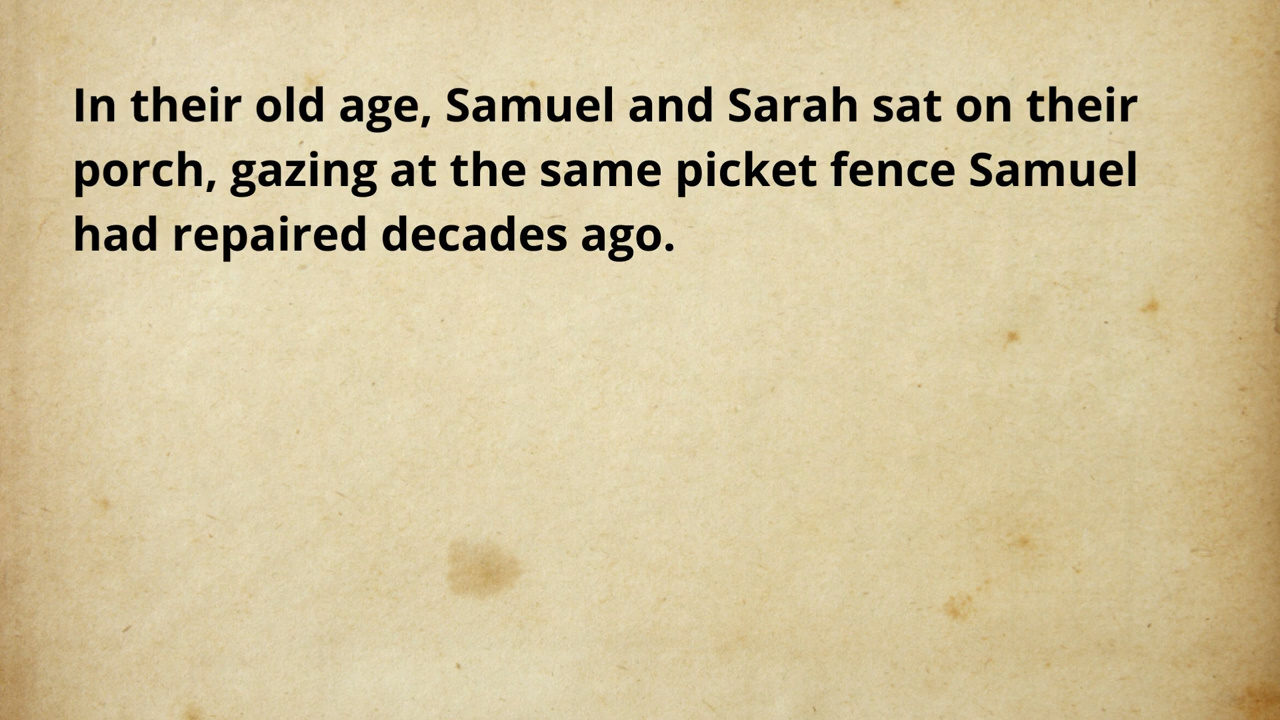 In their old age, Samuel and Sarah sat on their
porch, gazing at the same picket fence Samuel
had repaired decades ago.